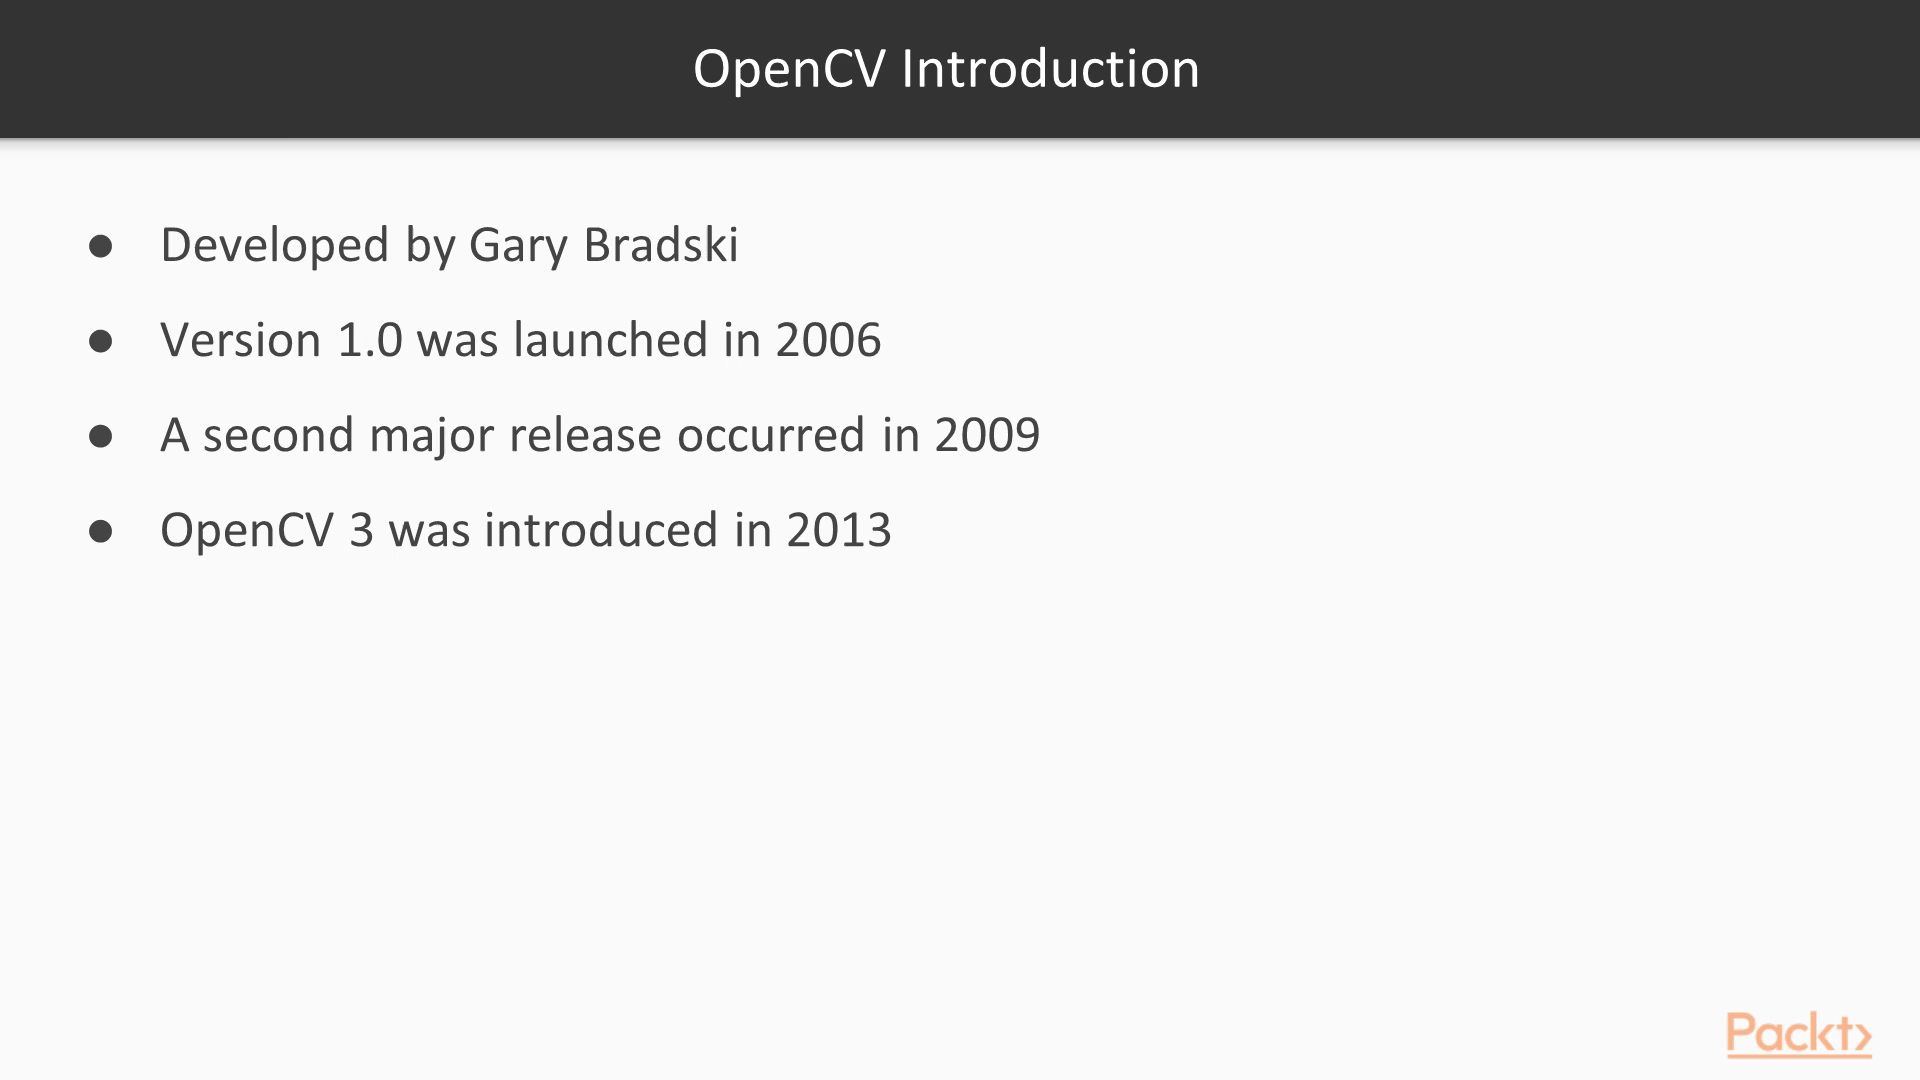 OpenCV Introduction
● Developed by Gary Bradski
● Version 1.0 was launched in 2006
● A second major release occurred in 2009
● OpenCV 3 was introduced in 2013
Packt>